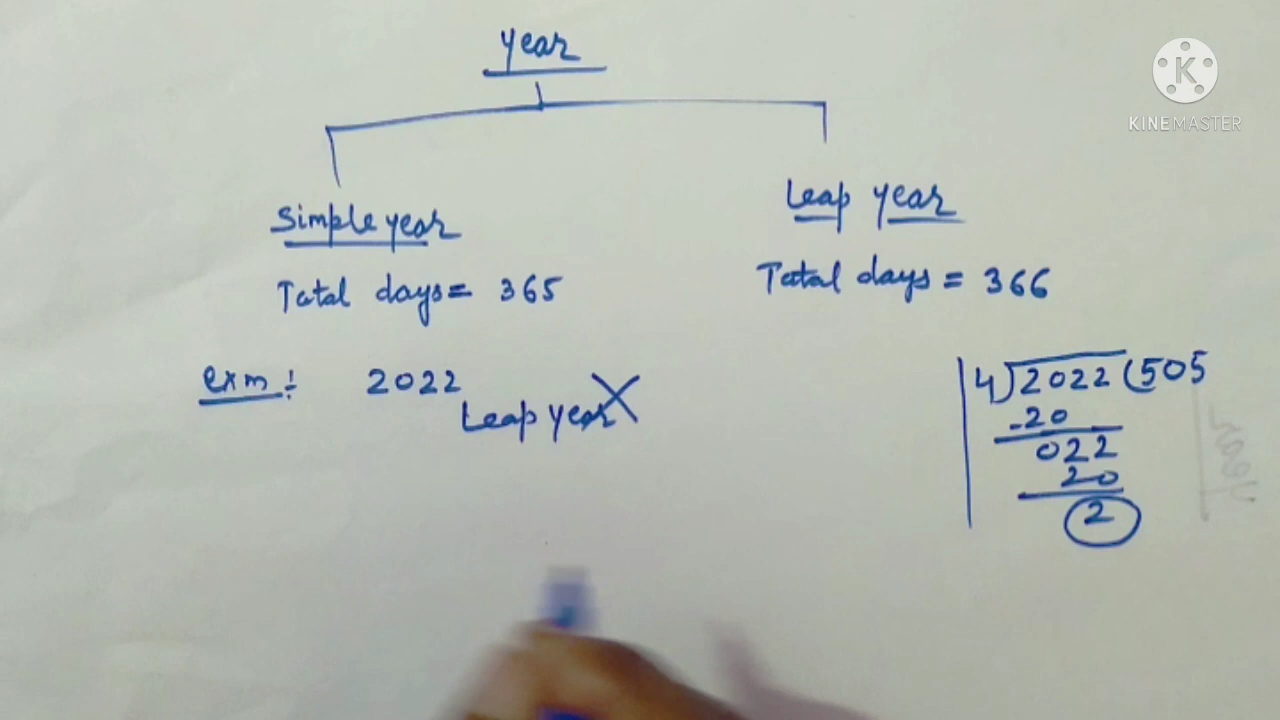 year
Simple year
Leap year
Total days = 365
Total days = 366
exm :-
2022
Leap year
4) 2022 ( 505
-20
022
20
2
K
KINEMASTER